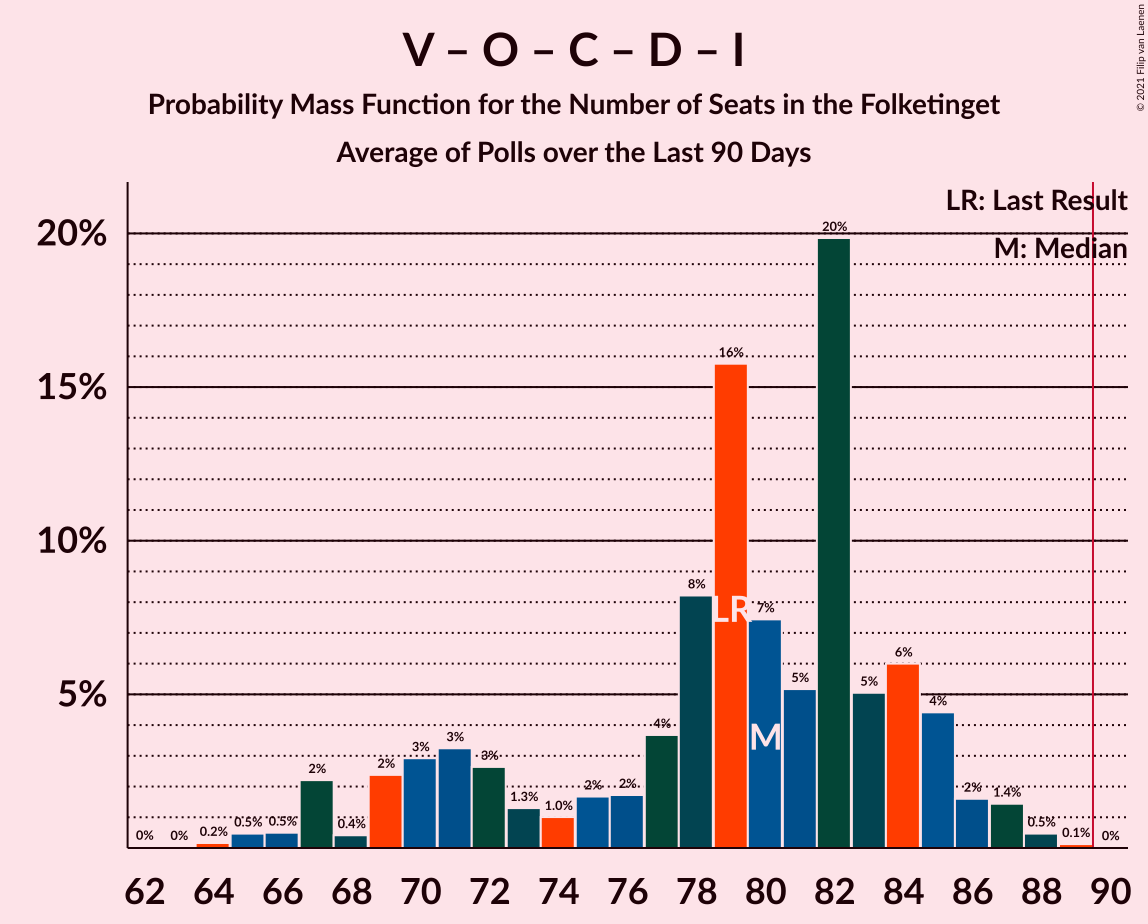 V – O – C – D – I
Probability Mass Function for the Number of Seats in the Folketinget
Average of Polls over the Last 90 Days
© 2021 Filip van Laenen
LR: Last Result
M: Median
20%
15%
10%
5%
0% 0% 0.2% 0.5% 0.5% 2% 0.4% 2% 3% 3% 3% 1.3% 1.0% 2% 2% 4% 8% 16% 7% 5% 20% 5% 6% 4% 2% 1.4% 0.5% 0.1% 0%
LR
M
62 64 66 68 70 72 74 76 78 80 82 84 86 88 90